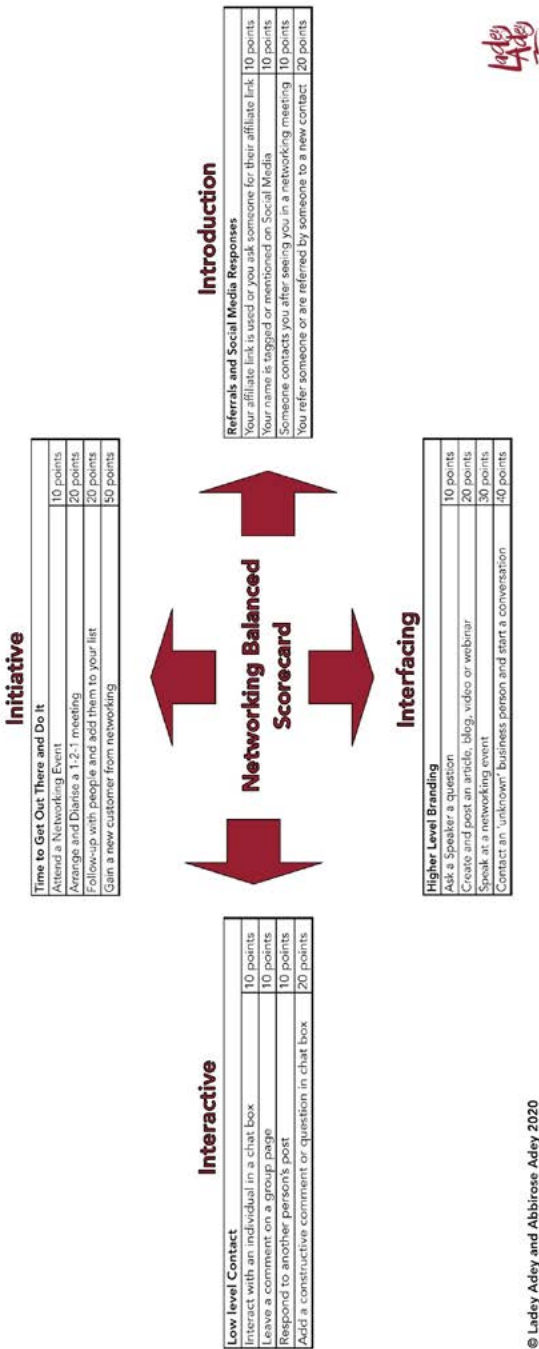 Initiative
Time to Get Out There and Do It
Attend a Networking Event 10 points
Arrange and Diarise a 1-2-1 meeting 20 points
Follow-up with people and add them to your list 20 points
Gain a new customer from networking 50 points
Interactive
Low level Contact
Interact with an individual in a chat box 10 points
Leave a comment on a group page 10 points
Respond to another person's post 10 points
Add a constructive comment or question in chat box 20 points
Networking Balanced
Scorecard
Introduction
Referrals and Social Media Responses
Your affiliate link is used or you ask someone for their affiliate link 10 points
Your name is tagged or mentioned on Social Media 10 points
Someone contacts you after seeing you in a networking meeting 10 points
You refer someone or are referred by someone to a new contact 20 points
Interfacing
Higher Level Branding
Ask a Speaker a question 10 points
Create and post an article, blog, video or webinar 20 points
Speak at a networking event 30 points
Contact an 'unknown' business person and start a conversation 40 points
© Ladey Adey and Abbirose Adey 2020
Ladey
Adey